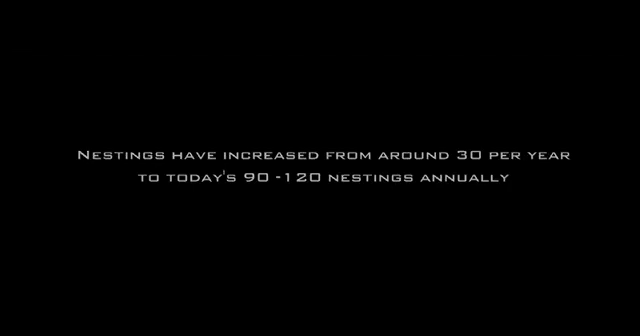 Nestings have increased from around 30 per year
to today's 90 -120 nestings annually